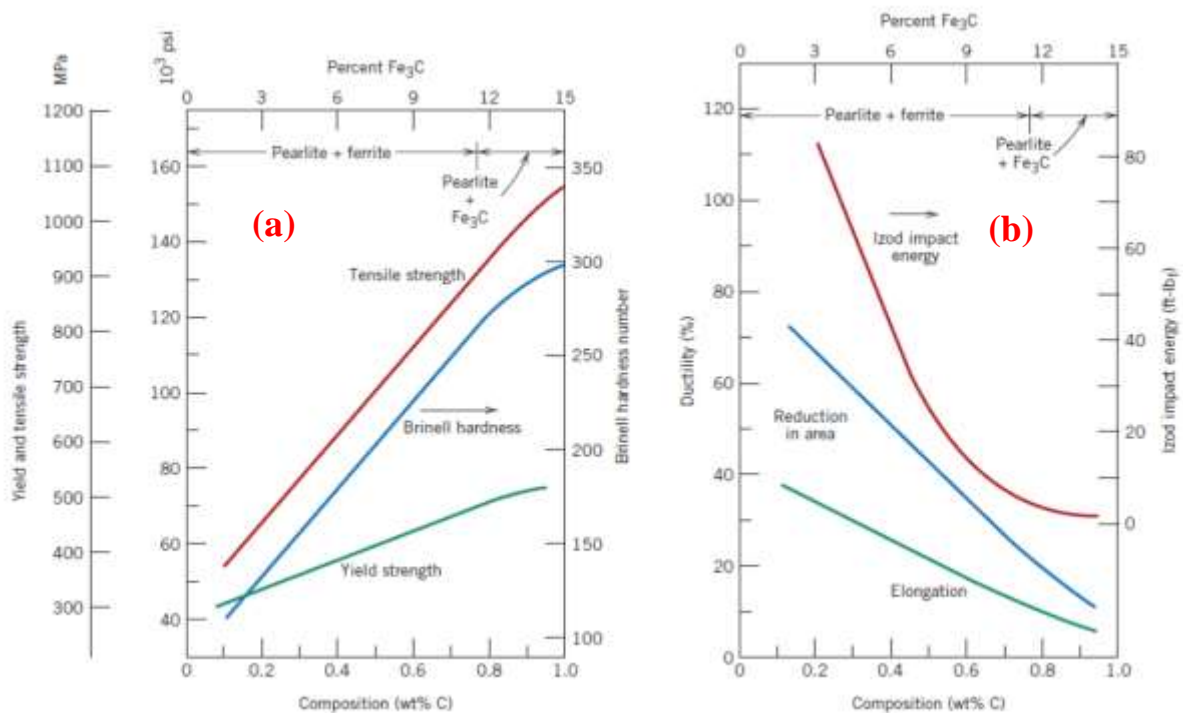 Percent Fe3C
0 3 6 9 12 15
MPa
10³ psi
Pearlite + ferrite
Pearlite
+
Fe3C
(a)
Tensile strength
Brinell hardness
Yield strength
1200
1100
1000
900
800
700
600
500
400
300
Yield and tensile strength
160
140
120
100
80
60
40
350
300
250
200
150
100
Brinell hardness number
0 0.2 0.4 0.6 0.8 1.0
Composition (wt% C)
Percent Fe3C
0 3 6 9 12 15
Pearlite + ferrite
Pearlite
+ Fe3C
(b)
Izod impact
energy
Reduction
in area
Elongation
120
100
80
60
40
20
0
Ductility (%)
80
60
40
20
0
Izod impact energy (ft-lbf)
0 0.2 0.4 0.6 0.8 1.0
Composition (wt% C)